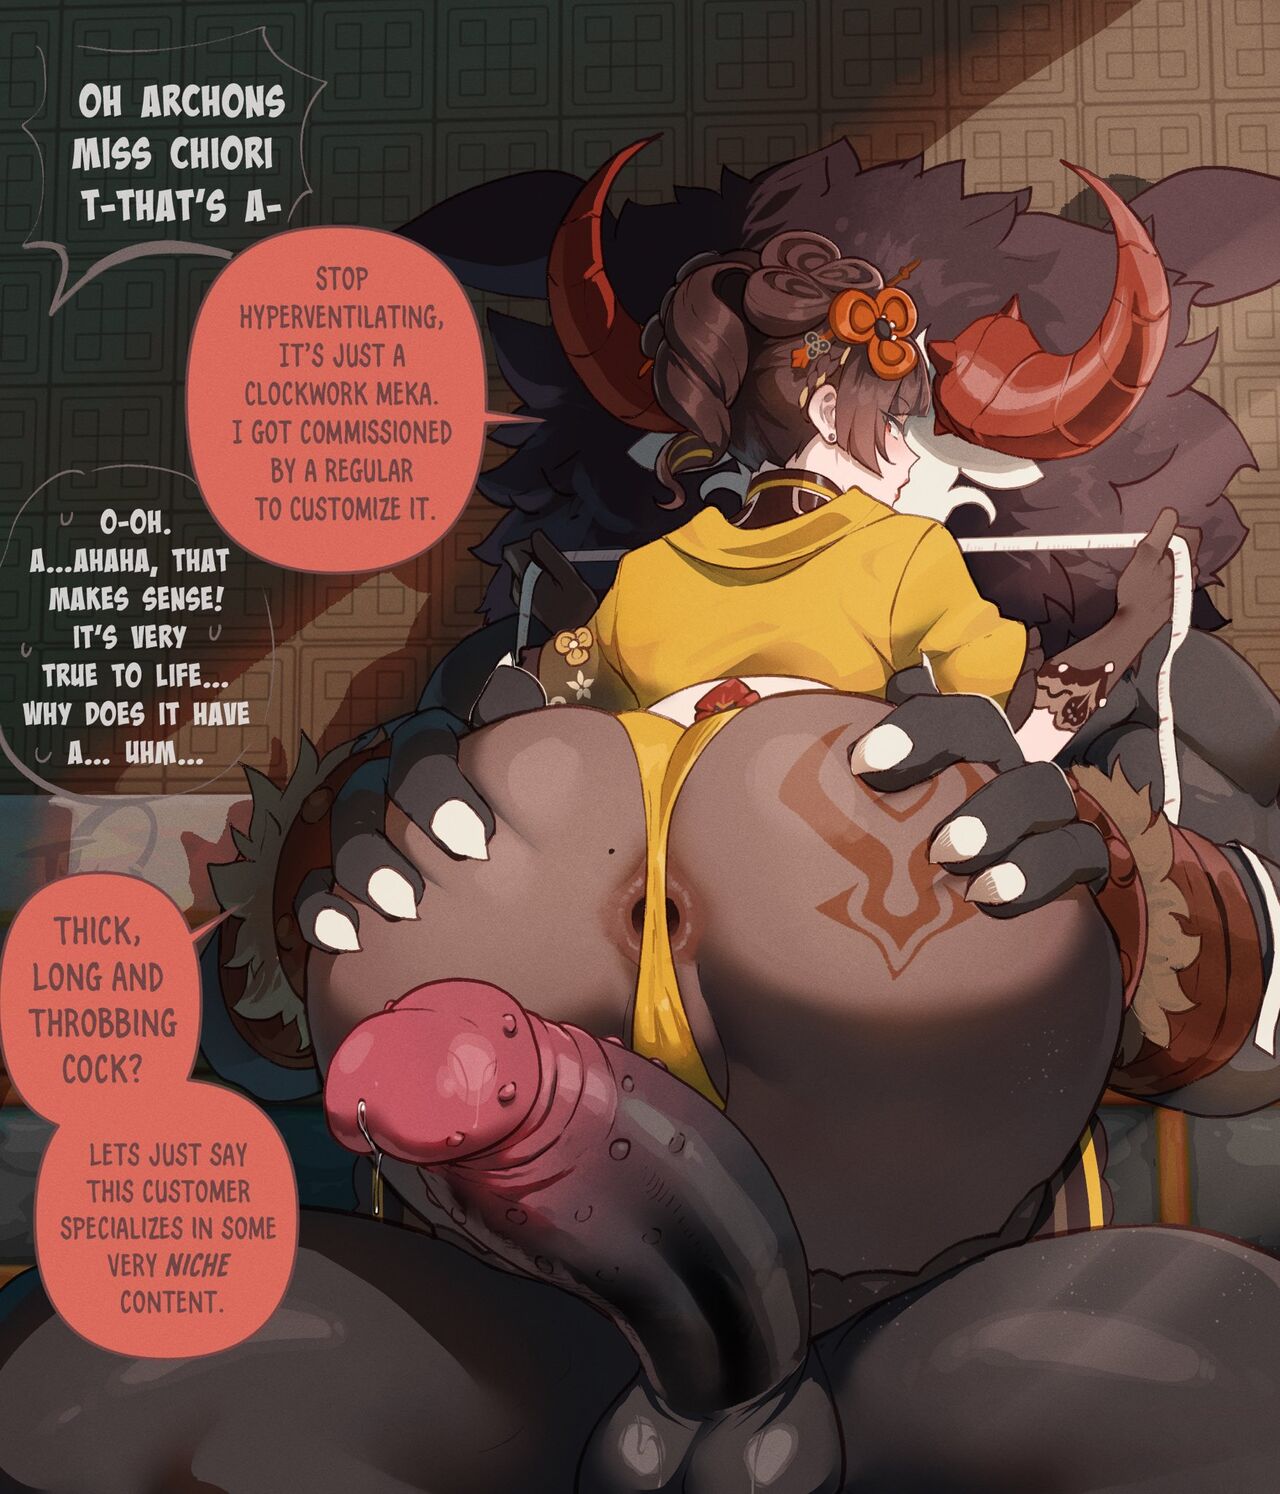 OH ARCHONS
MISS CHIORI
T-THAT'S A-
STOP
HYPERVENTILATING,
IT'S JUST A
CLOCKWORK MEKA.
I GOT COMMISSIONED
BY A REGULAR
TO CUSTOMIZE IT.
O-OH.
A...AHAHA, THAT
MAKES SENSE!
IT'S VERY
TRUE TO LIFE...
WHY DOES IT HAVE
A... UHM...
THICK,
LONG AND
THROBBING
COCK?
LETS JUST SAY
THIS CUSTOMER
SPECIALIZES IN SOME
VERY NICHE
CONTENT.